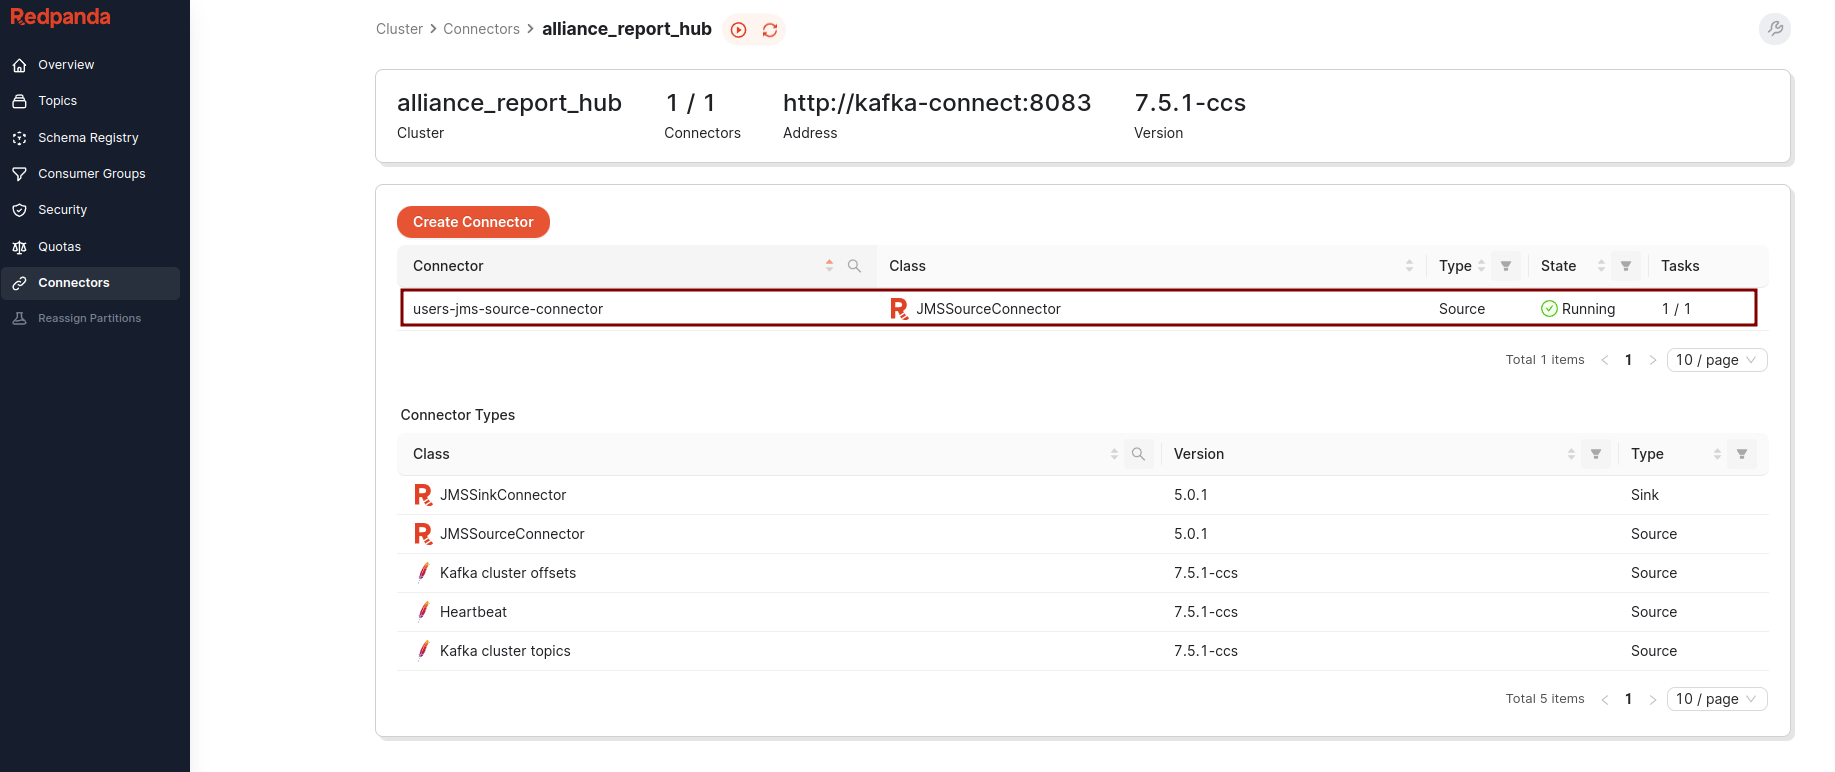 Redpanda
Overview
Topics
Schema Registry
Consumer Groups
Security
Quotas
Connectors
Reassign Partitions
Cluster > Connectors > alliance_report_hub
alliance_report_hub 1 / 1 http://kafka-connect:8083 7.5.1-ccs
Cluster Connectors Address Version
Create Connector
Connector Class Type State Tasks
users-jms-source-connector JMSSourceConnector Source Running 1 / 1
Total 1 items < 1 > 10 / page
Connector Types
Class Version Type
JMSSinkConnector 5.0.1 Sink
JMSSourceConnector 5.0.1 Source
Kafka cluster offsets 7.5.1-ccs Source
Heartbeat 7.5.1-ccs Source
Kafka cluster topics 7.5.1-ccs Source
Total 5 items < 1 > 10 / page